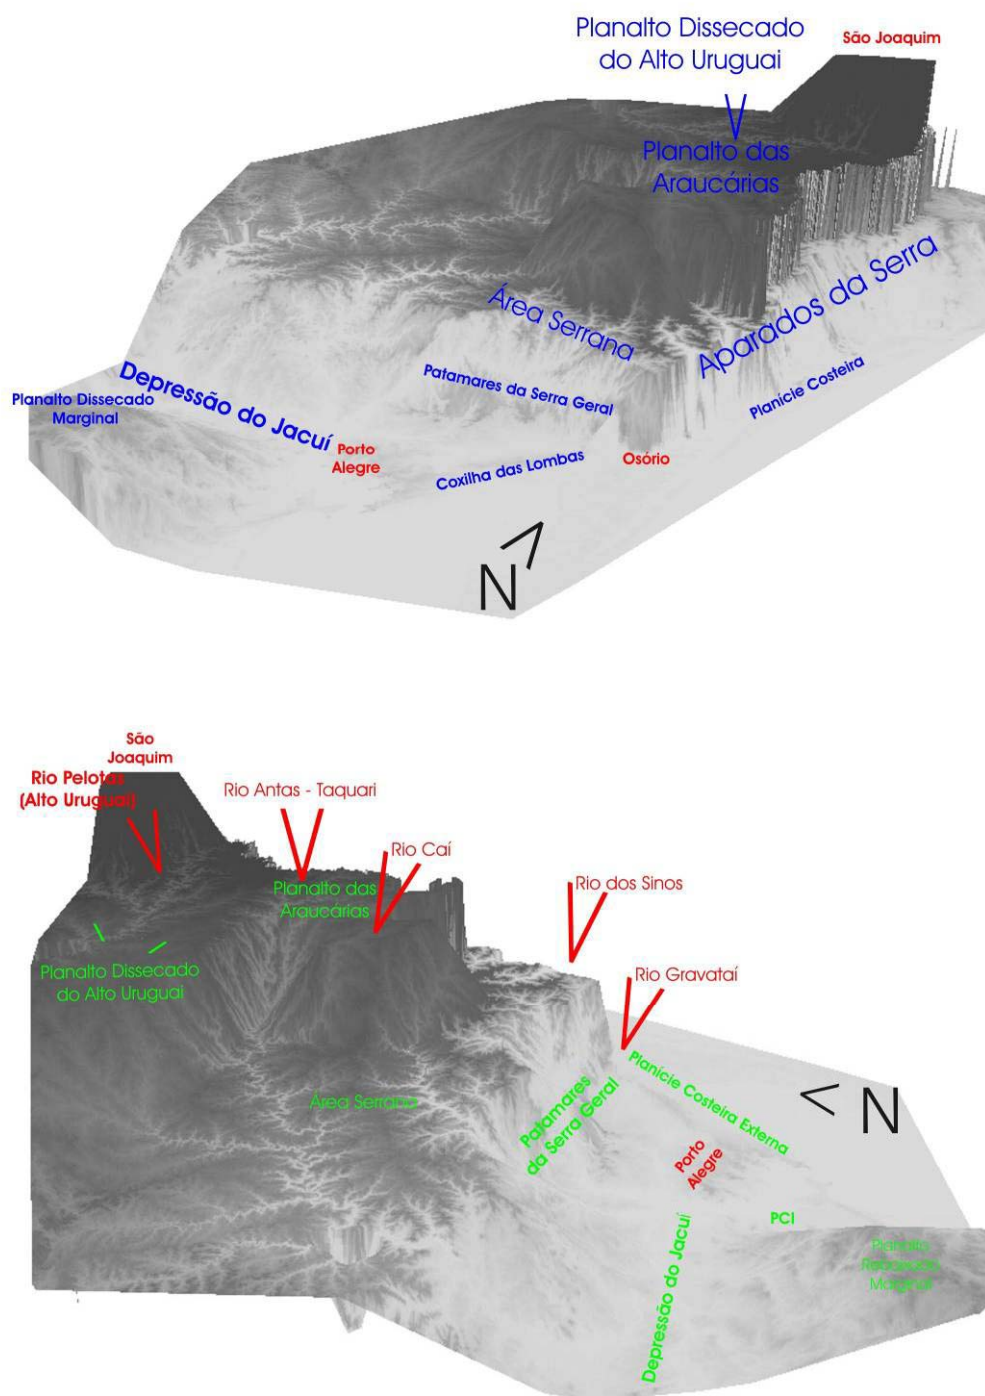 Planalto Dissecado
do Alto Uruguai
São Joaquim
Planalto das
Araucárias
Aparados da Serra
Área Serrana
Patamares da Serra Geral
Planície Costeira
Depressão do Jacuí
Planalto Dissecado
Marginal
Porto
Alegre
Coxilha das Lombas
Osório
N
São
Joaquim
Rio Pelotas
(Alto Uruguai)
Rio Antas - Taquari
Rio Caí
Planalto das
Araucárias
Rio dos Sinos
Planalto Dissecado
do Alto Uruguai
Rio Gravataí
Área Serrana
Patamares
da Serra Geral
Planície Costeira Externa
N
Porto
Alegre
PCI
Depressão do Jacuí
Planalto
Rebaixado
Marginal